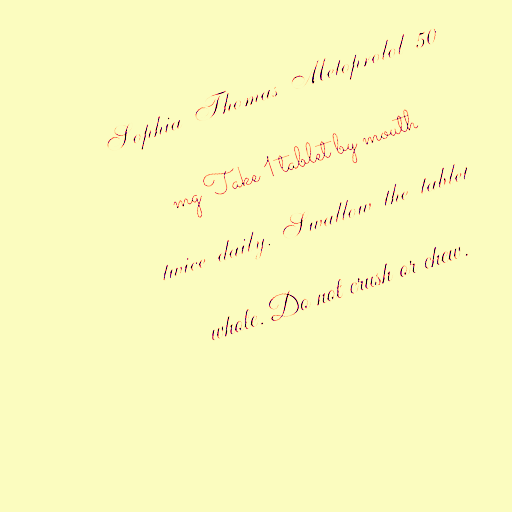 Sophia Thomas Metoprolol 50
mg Take 1 tablet by mouth
twice daily. Swallow the tablet
whole. Do not crush or chew.